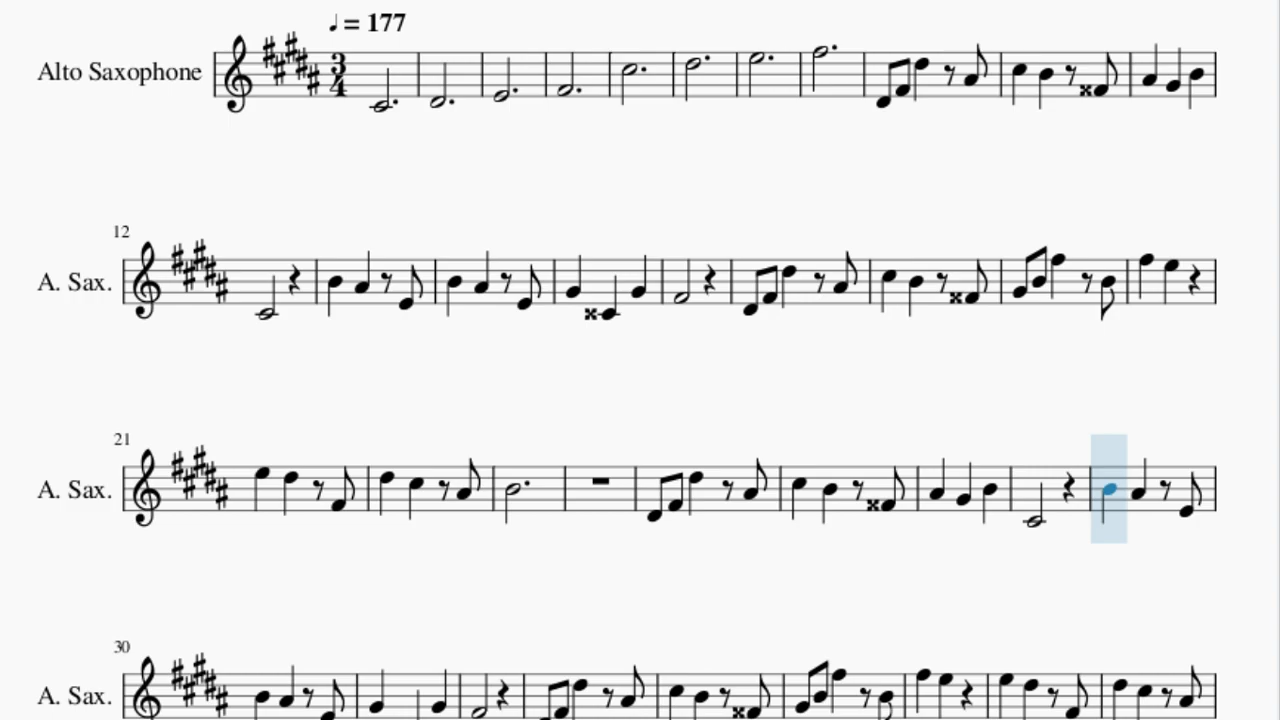 ♩ = 177
Alto Saxophone
3
4
12
A. Sax.
21
A. Sax.
30
A. Sax.